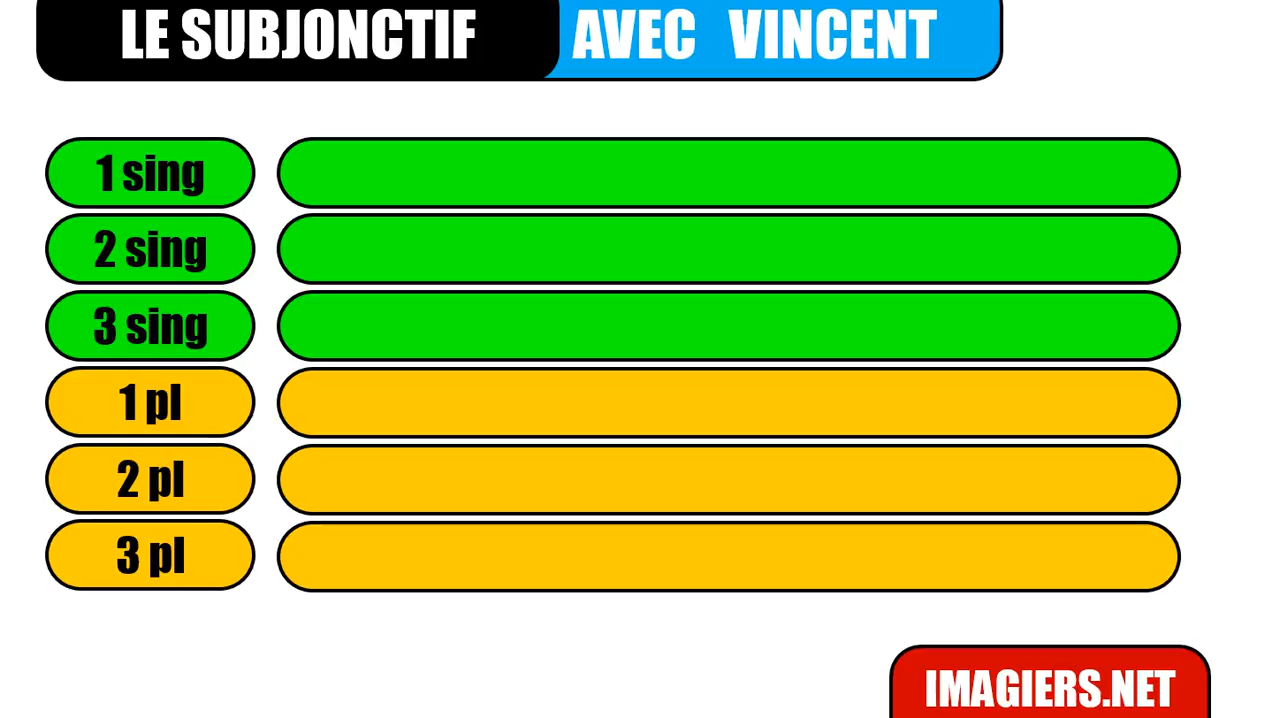 LE SUBJONCTIF AVEC VINCENT
1 sing
2 sing
3 sing
1 pl
2 pl
3 pl
IMAGIERS.NET